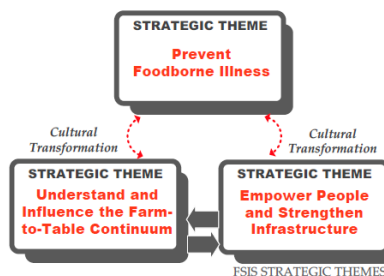 STRATEGIC THEME
Prevent
Foodborne Illness
Cultural
Transformation
Cultural
Transformation
STRATEGIC THEME
Understand and
Influence the Farm-
to-Table Continuum
STRATEGIC THEME
Empower People
and Strengthen
Infrastructure
FSIS STRATEGIC THEMES